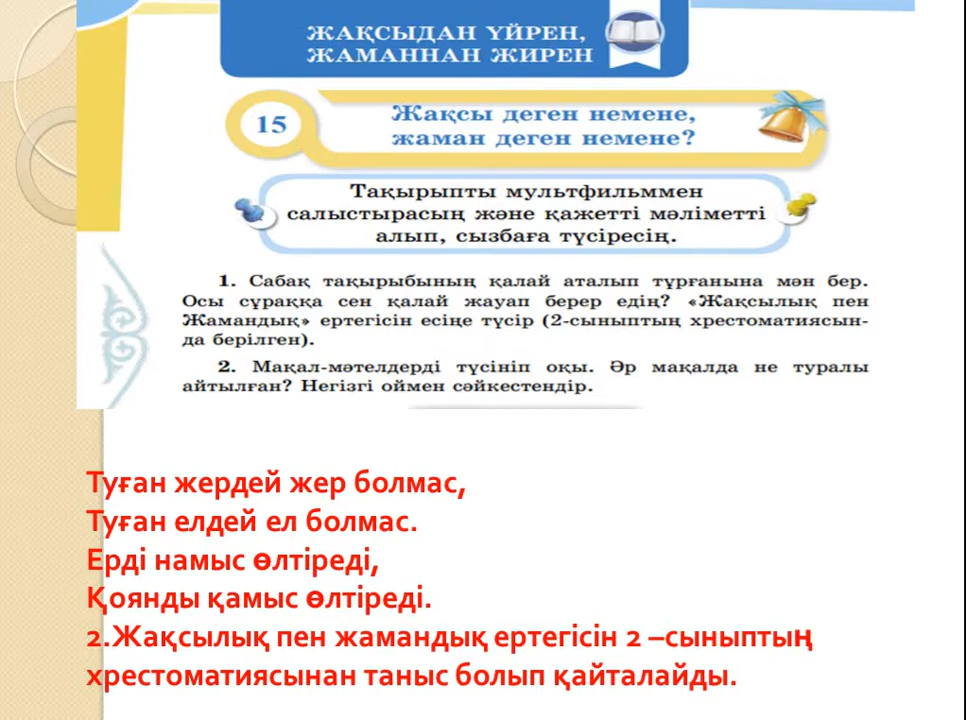 ЖАҚСЫДАН ҮЙРЕН,
ЖАМАННАН ЖИРЕН
15
Жақсы деген немене,
жаман деген немене?
Тақырыпты мультфильммен
салыстырасың және қажетті мәліметті
алып, сызбаға түсіресің.
1. Сабақ тақырыбының қалай аталып тұрғанына мән бер.
Осы сұраққа сен қалай жауап берер едің? «Жақсылық пен
Жамандық» ертегісін есіңе түсір (2-сыныптың хрестоматиясын-
да берілген).
2. Мақал-мәтелдерді түсініп оқы. Әр мақалда не туралы
айтылған? Негізгі оймен сәйкестендір.
Туған жердей жер болмас,
Туған елдей ел болмас.
Ерді намыс өлтіреді,
Қоянды қамыс өлтіреді.
2.Жақсылық пен жамандық ертегісін 2 –сыныптың
хрестоматиясынан таныс болып қайталайды.